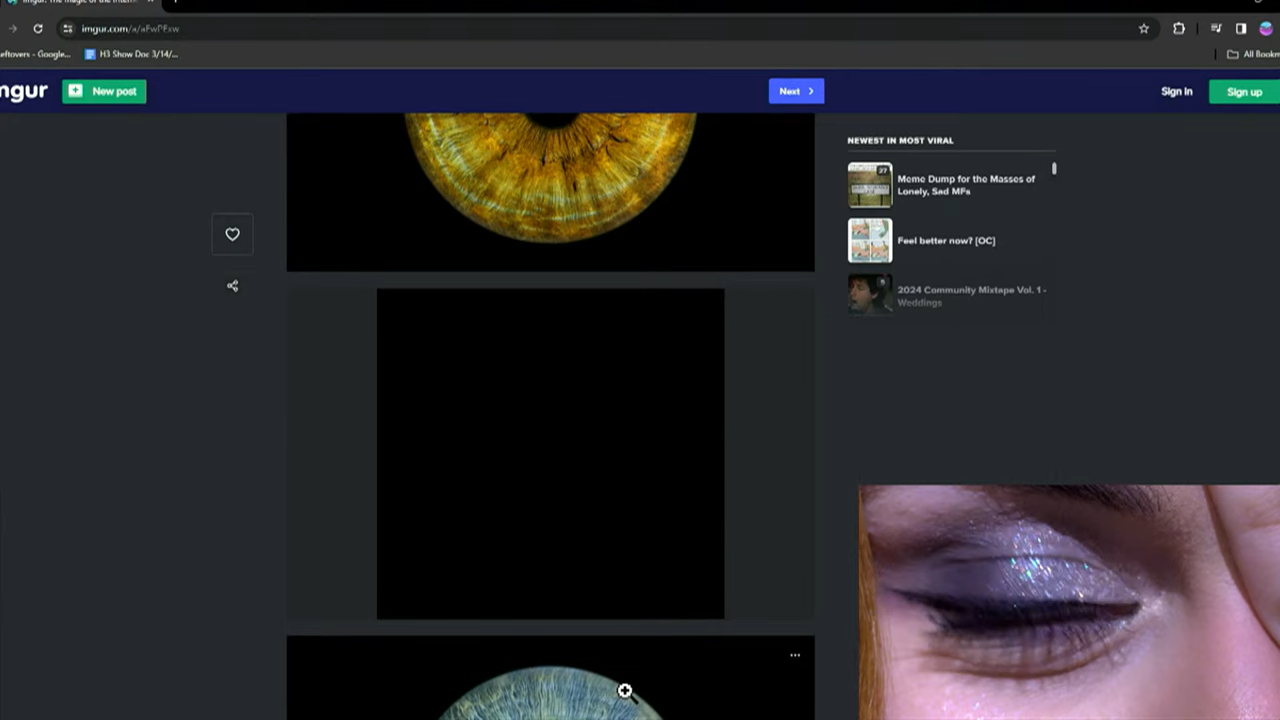 imgur.com/a/aFwPExw
eftovers - Google...
H3 Show Doc 3/14/...
All Bookm
ngur
New post
Next
Sign in
Sign up
NEWEST IN MOST VIRAL
27
Meme Dump for the Masses of
Lonely, Sad MFs
Feel better now? [OC]
2024 Community Mixtape Vol. 1 -
Weddings